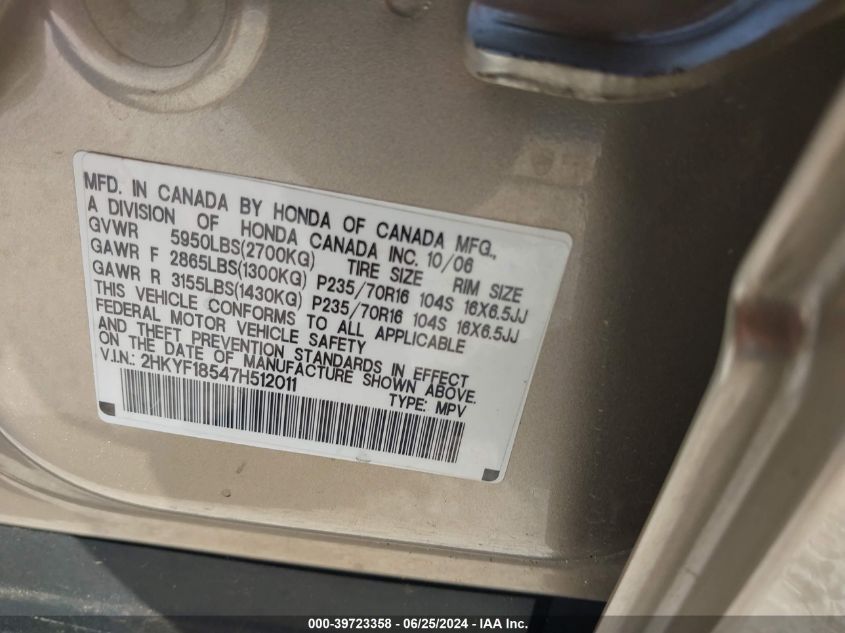 MFD. IN CANADA BY HONDA OF CANADA MFG.,
A DIVISION OF HONDA CANADA INC. 10/06
GVWR 5950LBS(2700KG) TIRE SIZE RIM SIZE
GAWR F 2865LBS(1300KG) P235/70R16 104S 16X6.5JJ
GAWR R 3155LBS(1430KG) P235/70R16 104S 16X6.5JJ
THIS VEHICLE CONFORMS TO ALL APPLICABLE
FEDERAL MOTOR VEHICLE SAFETY
AND THEFT PREVENTION STANDARDS IN EFFECT
ON THE DATE OF MANUFACTURE SHOWN ABOVE.
V.I.N: 2HKYF18547H512011
TYPE: MPV
000-39723358 - 06/25/2024 - IAA Inc.